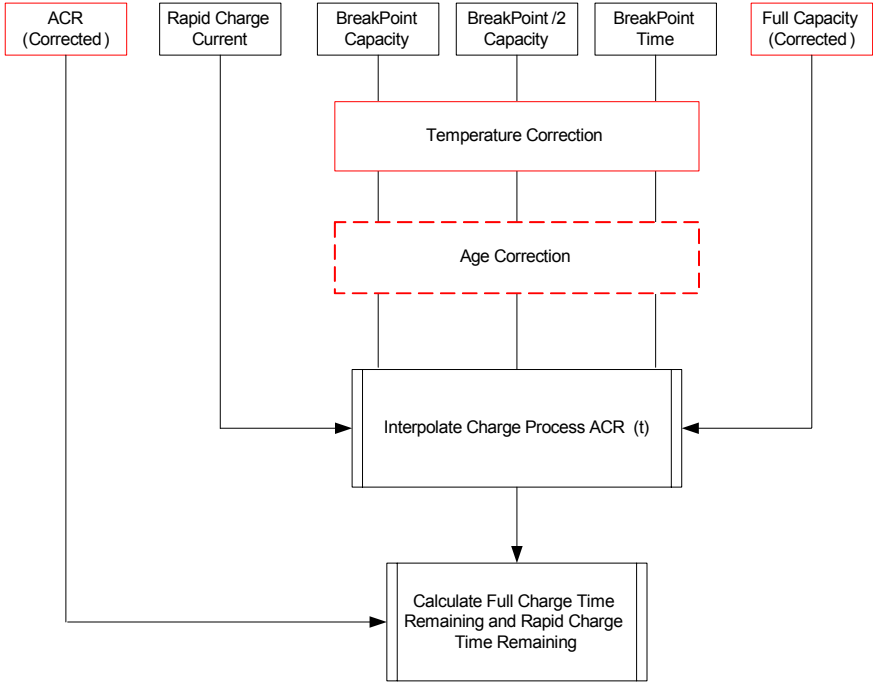 ACR
(Corrected )
Rapid Charge
Current
BreakPoint
Capacity
BreakPoint /2
Capacity
BreakPoint
Time
Full Capacity
(Corrected )
Temperature Correction
Age Correction
Interpolate Charge Process ACR (t)
Calculate Full Charge Time
Remaining and Rapid Charge
Time Remaining